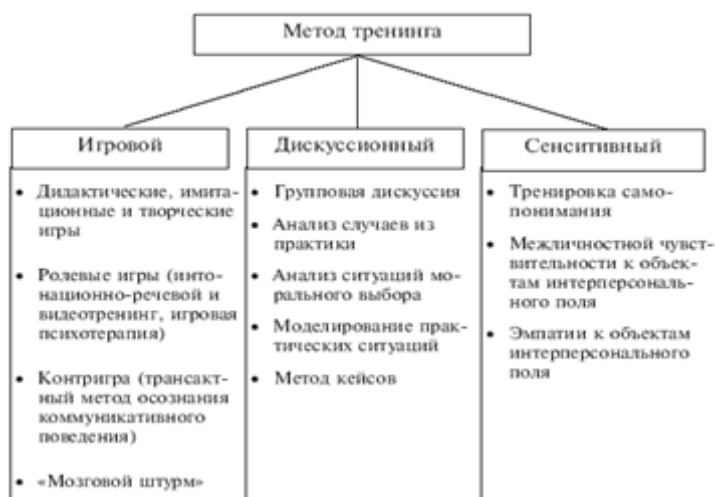 Метод тренинга
Игровой
• Дидактические, имита-
ционные и творческие
игры
• Ролевые игры (инто-
национно-речевой и
видеотренинг, игровая
психотерапия)
• Контригра (трансакт-
ный метод осознания
коммуникативного
поведения)
• «Мозговой штурм»
Дискуссионный
• Групповая дискуссия
• Анализ случаев из
практики
• Анализ ситуаций мо-
рального выбора
• Моделирование прак-
тических ситуаций
• Метод кейсов
Сенситивный
• Тренировка само-
понимания
• Межличностной чувст-
вительности к объек-
там интерперсональ-
ного поля
• Эмпатии к объектам
интерперсонального
поля